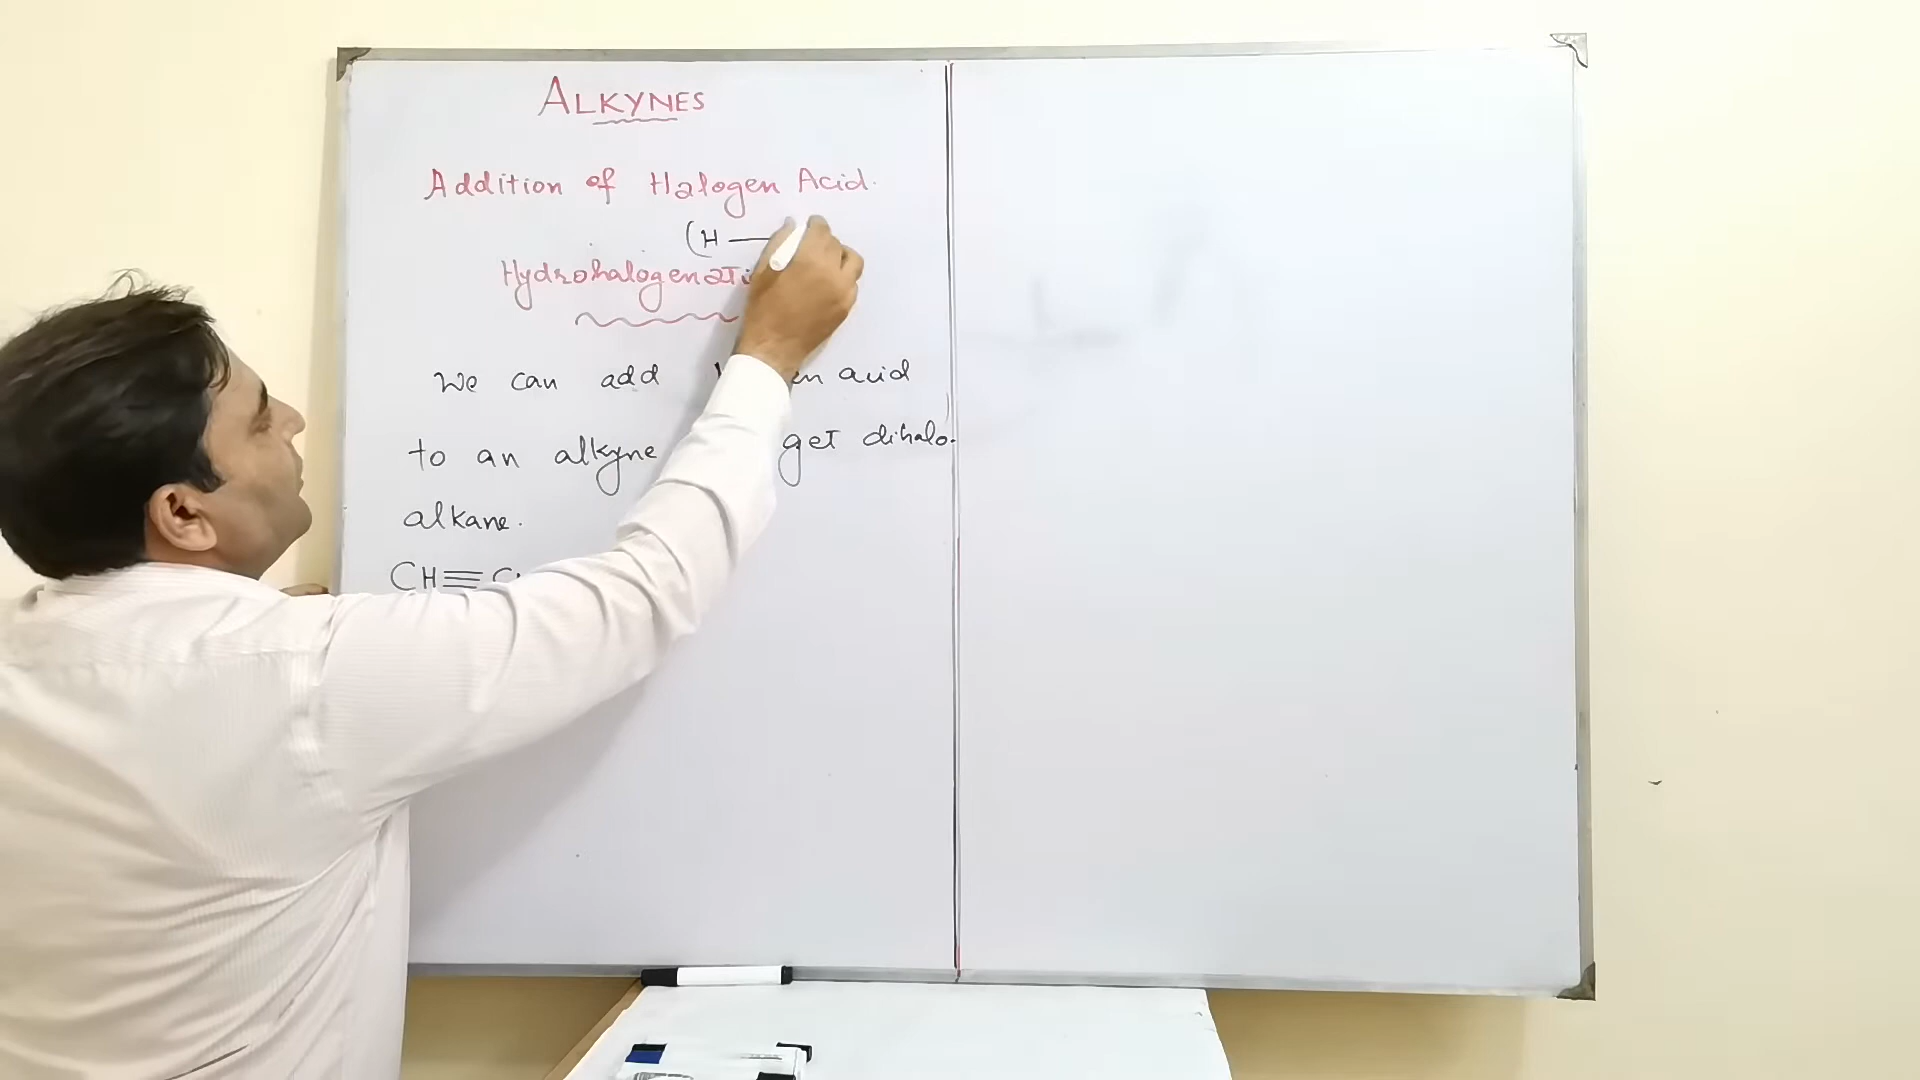 ALKYNES
Addition of Halogen Acid.
(H —
Hydrohalogenati
We can add en acid
to an alkyne get dihalo-
alkane.
CH≡C